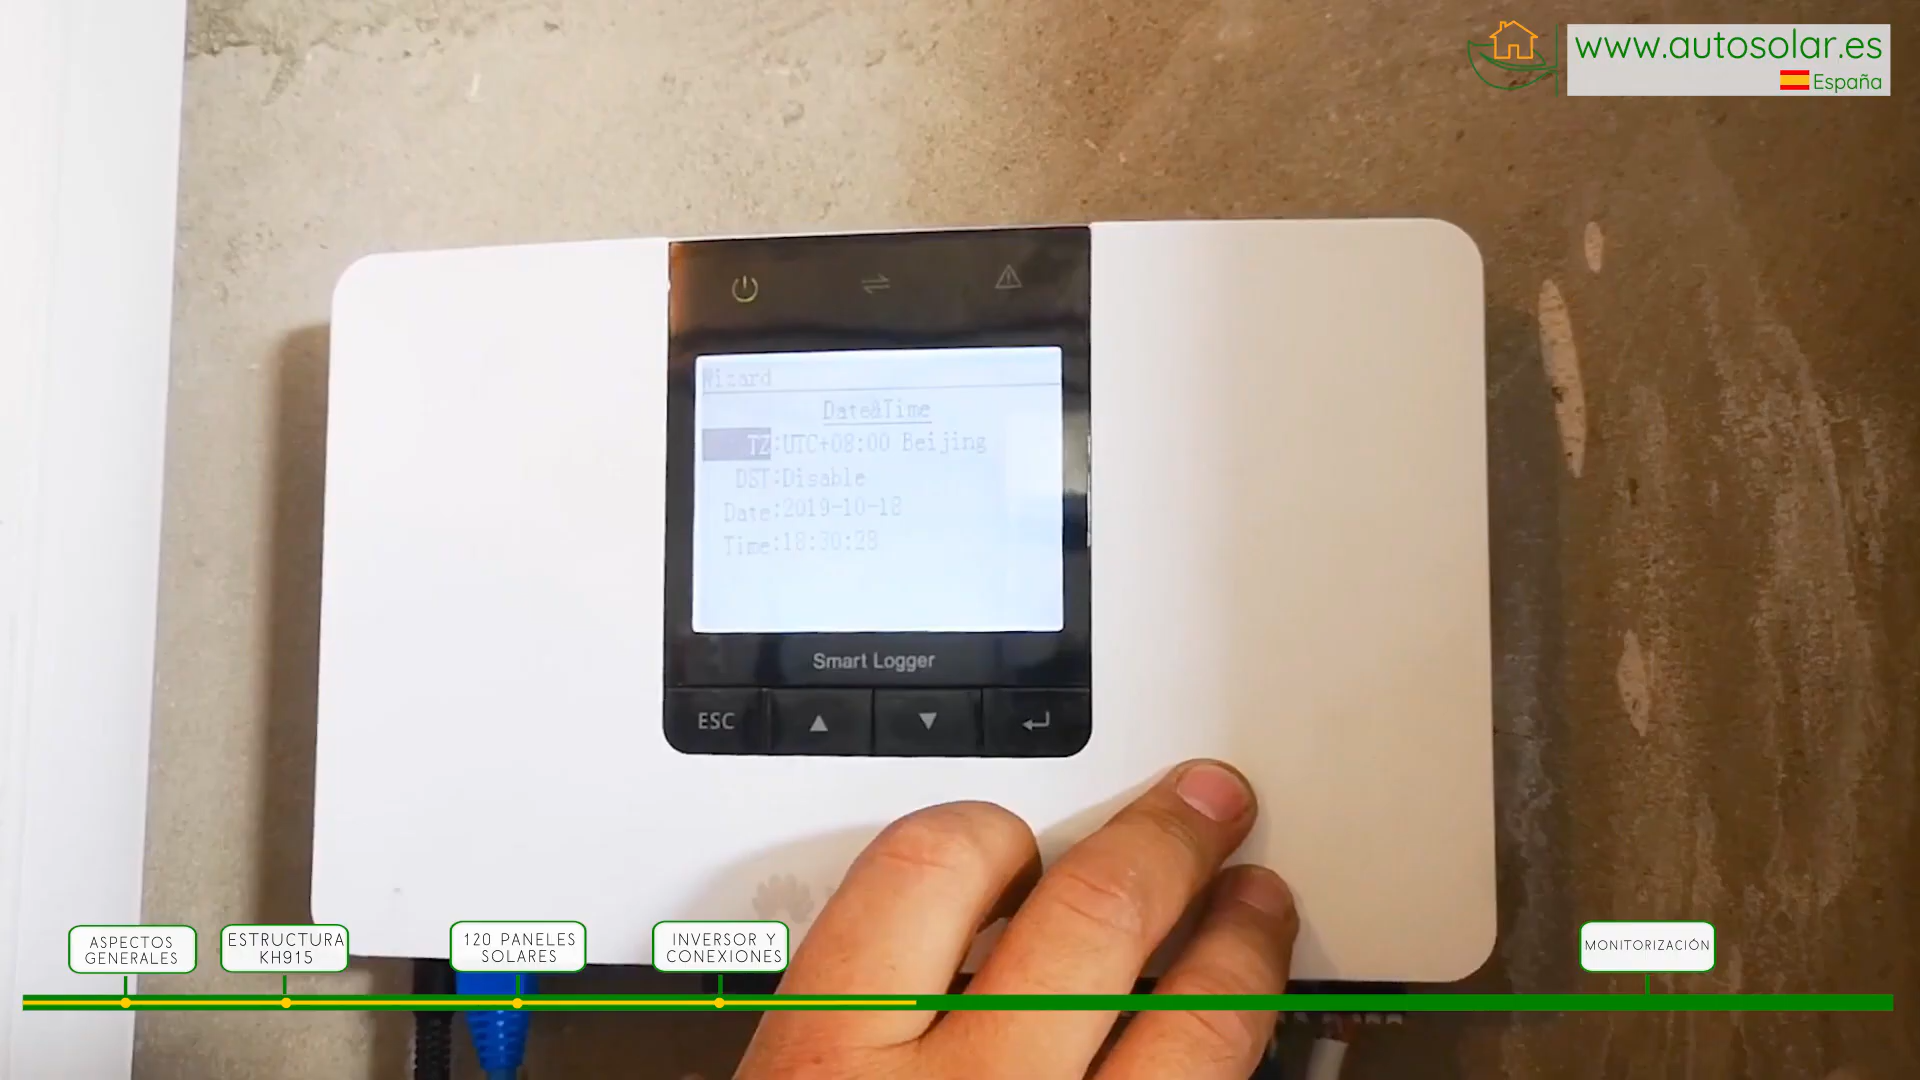 www.autosolar.es
España
Wizard
Date&Time
TZ:UTC+08:00 Beijing
DST:Disable
Date:2019-10-18
Time:18:30:28
Smart Logger
ESC
ASPECTOS
GENERALES
ESTRUCTURA
KH915
120 PANELES
SOLARES
INVERSOR Y
CONEXIONES
MONITORIZACIÓN